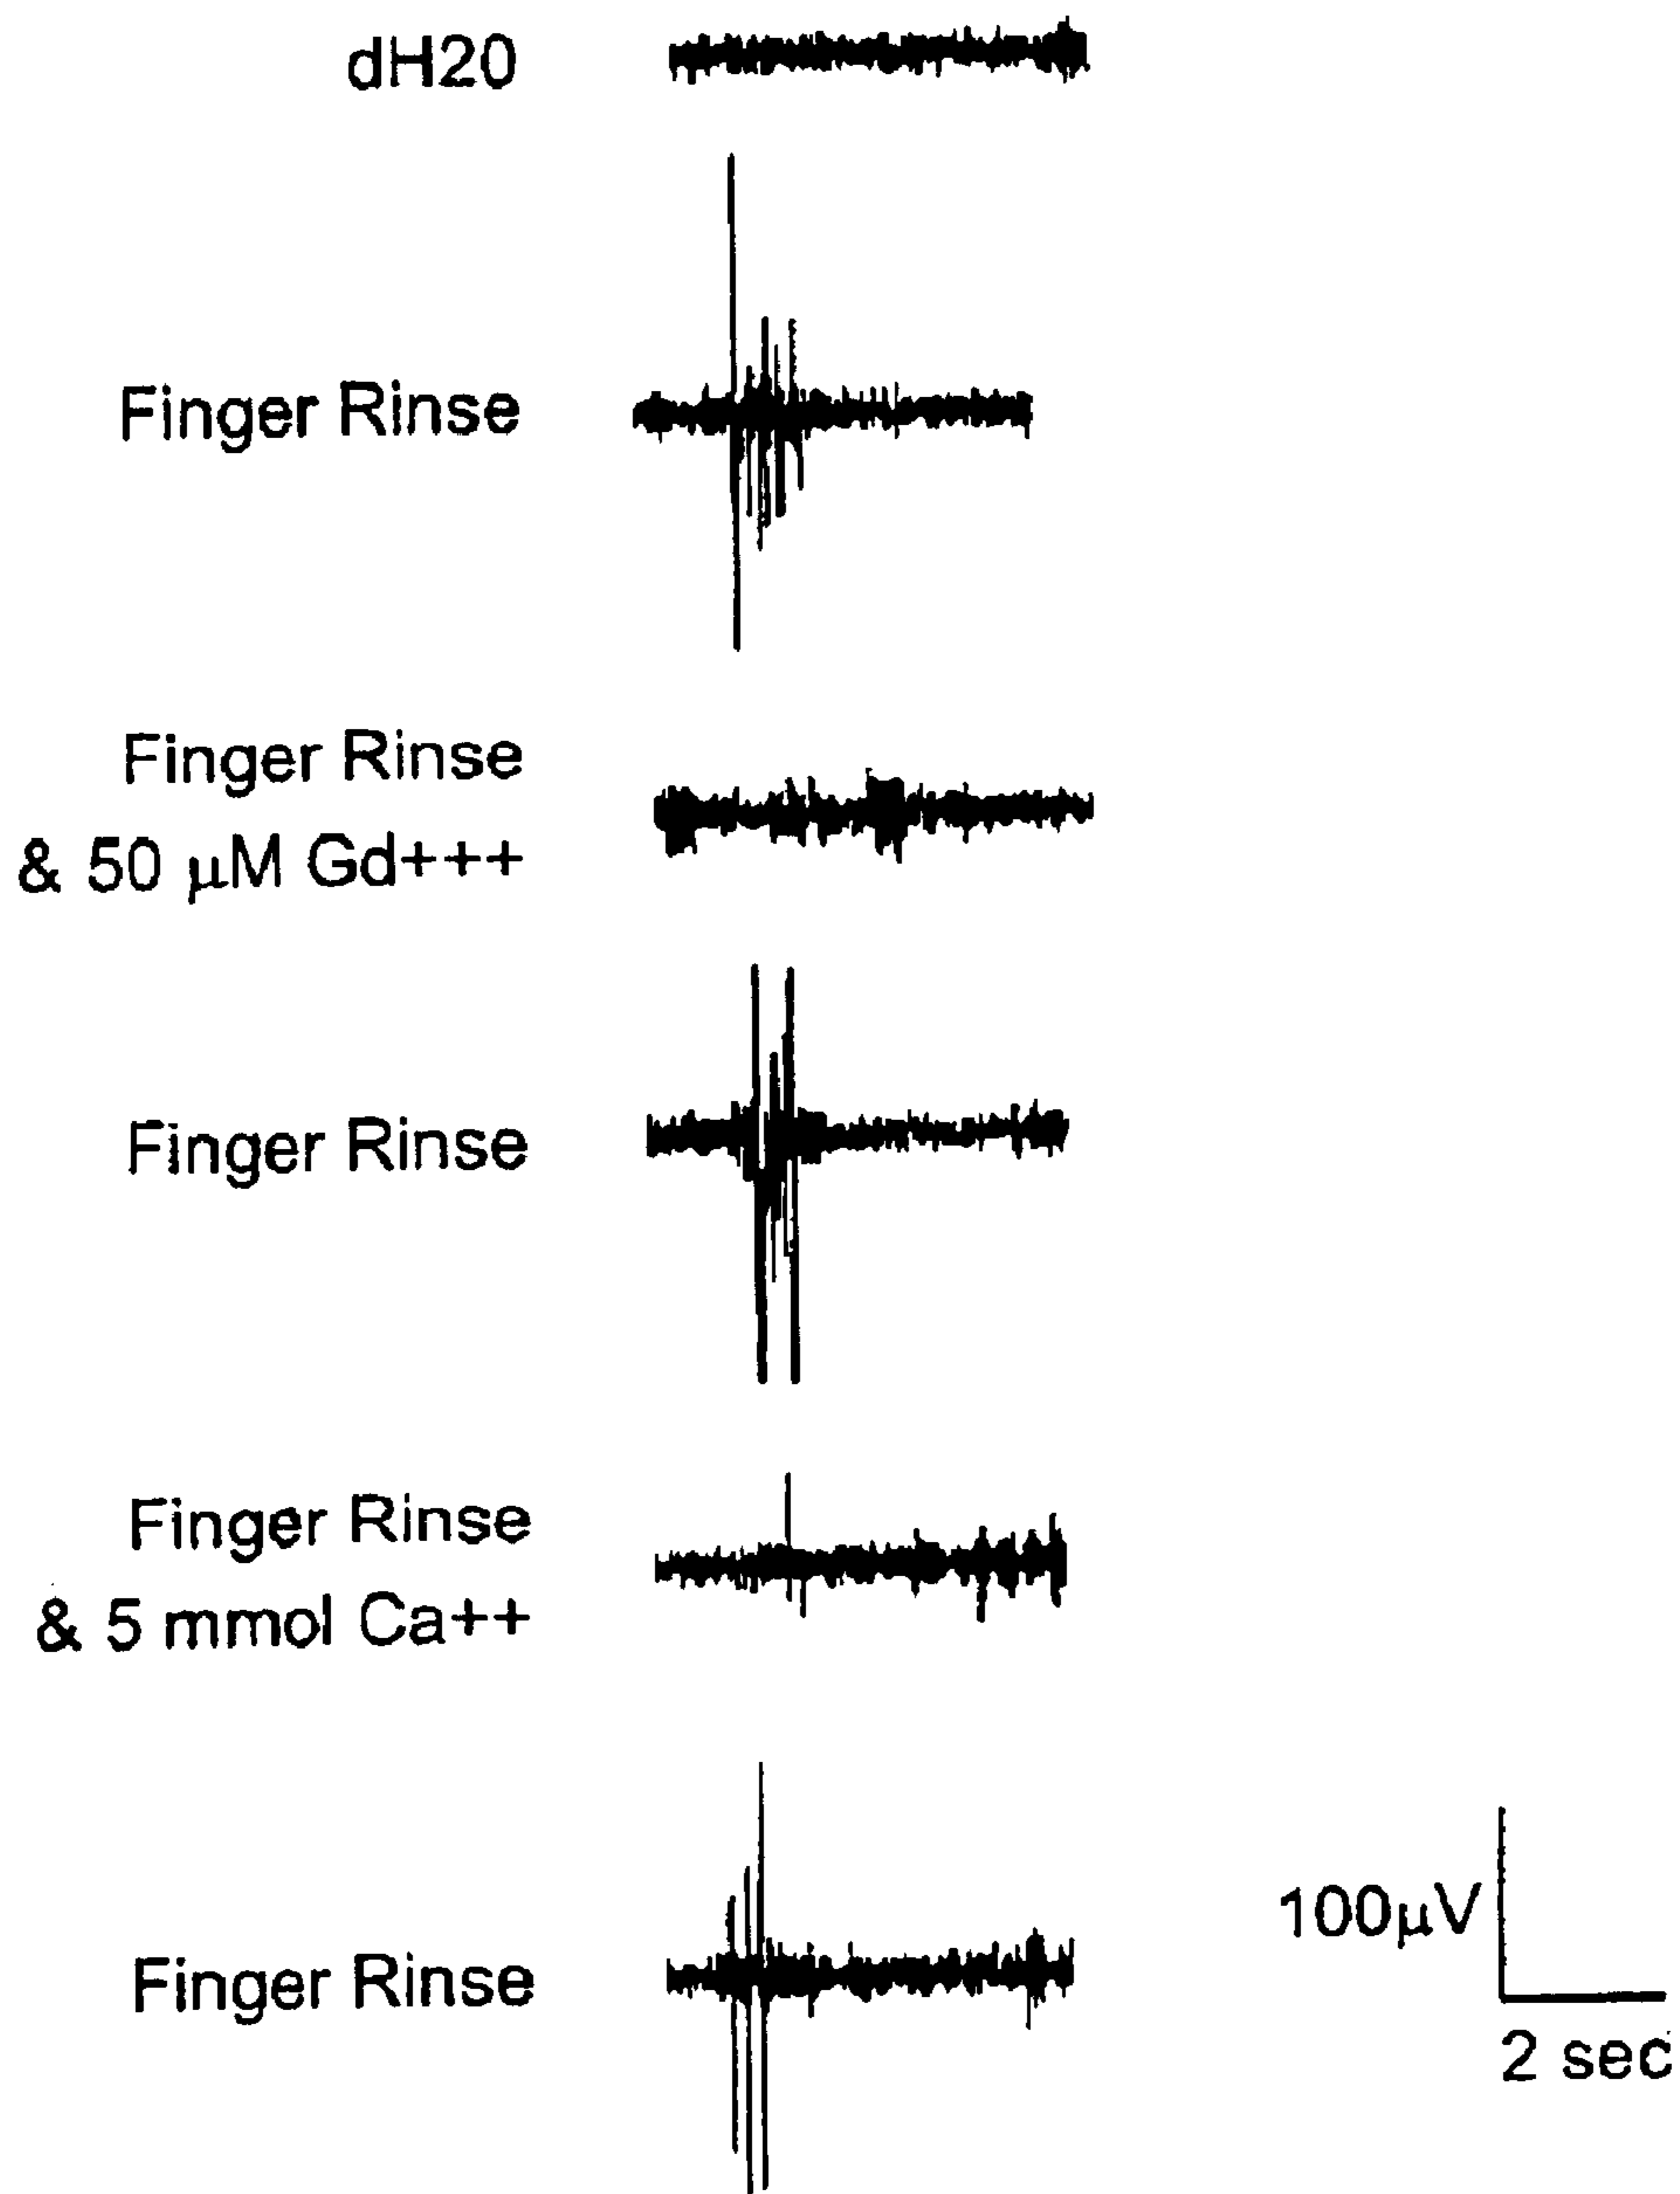 dH20
Finger Rinse
Finger Rinse
& 50 µM Gd+++
Finger Rinse
Finger Rinse
& 5 mmol Ca++
Finger Rinse
100µV
2 sec